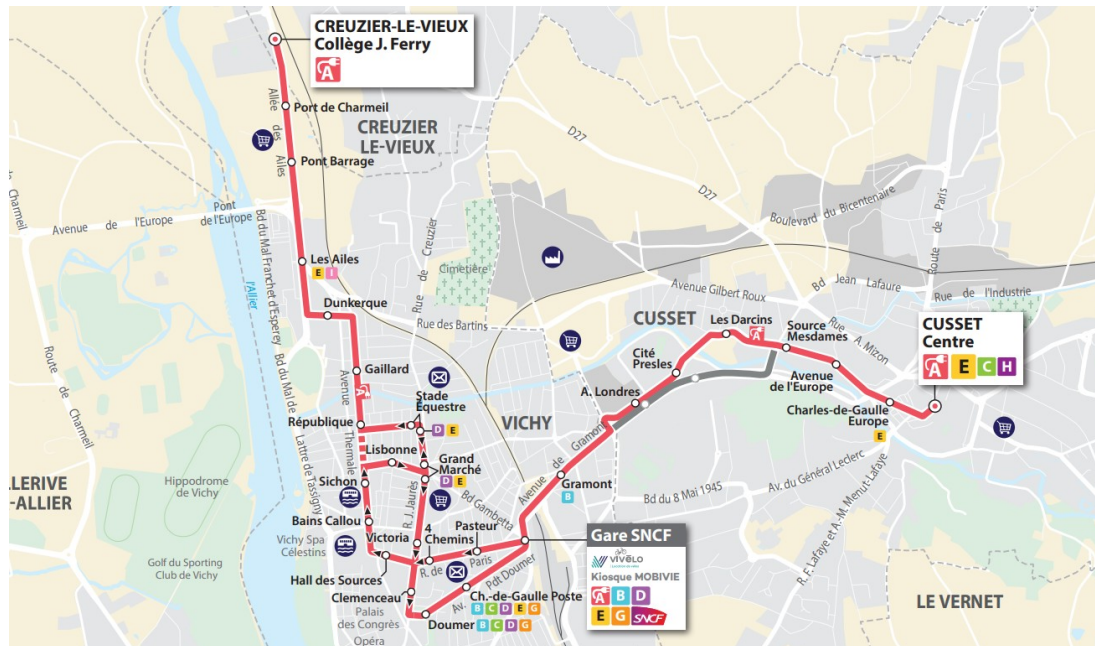 CREUZIER-LE-VIEUX
Collège J. Ferry
A
Port de Charmeil
Allée des Ailes
CREUZIER
LE-VIEUX
D27
Pont Barrage
de Charmeil
D27
Route de Paris
Boulevard du Bicentenaire
Avenue de l'Europe
Pont
de l'Europe
Bd du Mal Franchet d'Esperey
Rue de Creuzier
Les Ailes
E I
Cimetière
l'Allier
Bd Jean Lafaure
Avenue Gilbert Roux
Rue de l'Industrie
Dunkerque
Rue des Bartins
CUSSET
Les Darcins
A
Source
Mesdames
Rue A. Mizon
CUSSET
Centre
A E C H
Route de Charmeil
Bd du Mal de Lattre de Tassigny
Cité
Presles
Gaillard
Avenue
de l'Europe
Avenue Thermale
A
A. Londres
Stade
Equestre
D E
VICHY
Charles-de-Gaulle
Europe
E
République
Lisbonne
Avenue de Gramont
Grand
Marché
D E
Av. du Général Leclerc
LLERIVE
-ALLIER
Hippodrome
de Vichy
Sichon
R. J. Jaurès
Bd Gambetta
Gramont
B
Bd du 8 Mai 1945
R. F. Lafaye et A.-M. Menut-Lafaye
Bains Callou
Vichy Spa
Célestins
Victoria
4
Chemins
Pasteur
Gare SNCF
vivélo
Kiosque MOBIVIE
A B D
E G SNCF
Golf du Sporting
Club de Vichy
R. de Paris
Hall des Sources
Av. Pdt Doumer
Clemenceau
Ch.-de-Gaulle Poste
B C D E G
Palais
des Congrès
Opéra
Doumer
B C D G
LE VERNET